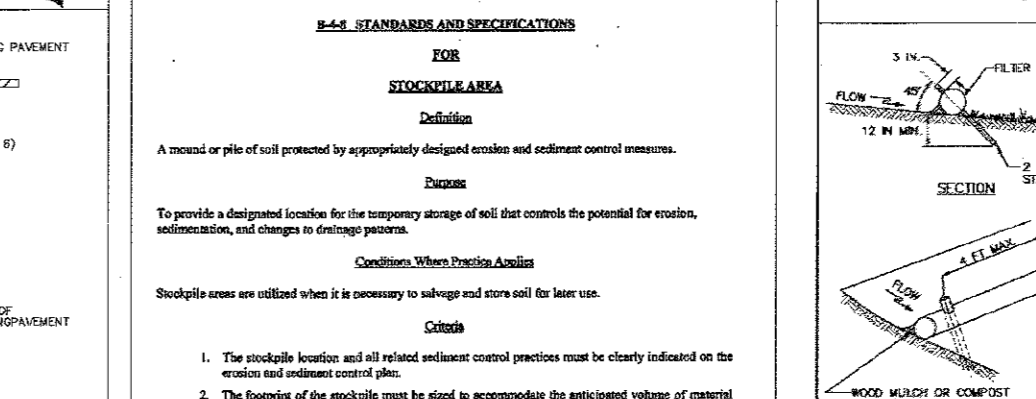 G PAVEMENT
6)
OF
NGPAVEMENT
B-4-8 STANDARDS AND SPECIFICATIONS
FOR
STOCKPILE AREA
Definition
A mound or pile of soil protected by appropriately designed erosion and sediment control measures.
Purpose
To provide a designated location for the temporary storage of soil that controls the potential for erosion,
sedimentation, and changes to drainage patterns.
Conditions Where Practice Applies
Stockpile areas are utilized when it is necessary to salvage and store soil for later use.
Criteria
1. The stockpile location and all related sediment control practices must be clearly indicated on the
erosion and sediment control plan.
2. The footprint of the stockpile must be sized to accommodate the anticipated volume of material
3 IN.
FILTER
45°
FLOW
12 IN MIN.
2
ST
SECTION
4 FT. MAX.
FLOW
WOOD MULCH OR COMPOST